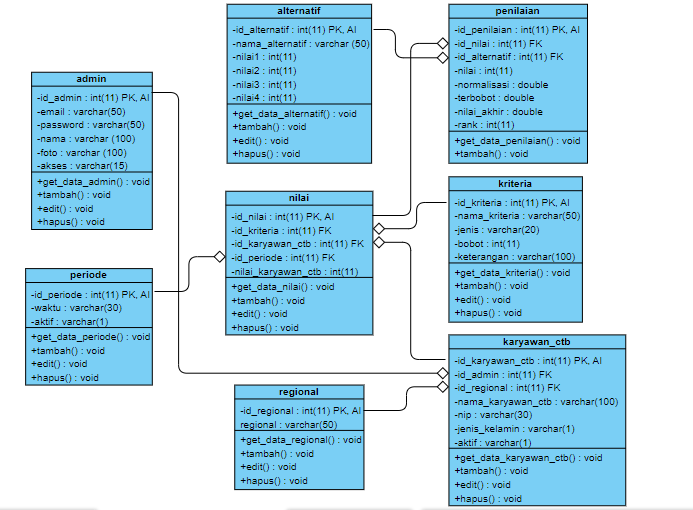 alternatif
-id_alternatif : int(11) PK, AI
-nama_alternatif : varchar (50)
-nilai1 : int(11)
-nilai2 : int(11)
-nilai3 : int(11)
-nilai4 : int(11)
+get_data_alternatif() : void
+tambah() : void
+edit() : void
+hapus() : void
penilaian
-id_penilaian : int(11) PK, AI
-id_nilai : int(11) FK
-id_alternatif : int(11) FK
-nilai : int(11)
-normalisasi : double
-terbobot : double
-nilai_akhir : double
-rank : int(11)
+get_data_penilaian() : void
+tambah() : void
admin
-id_admin : int(11) PK, AI
-email : varchar(50)
-password : varchar(50)
-nama : varchar (100)
-foto : varchar (100)
-akses : varchar(15)
+get_data_admin() : void
+tambah() : void
+edit() : void
+hapus() : void
nilai
-id_nilai : int(11) PK, AI
-id_kriteria : int(11) FK
-id_karyawan_ctb : int(11) FK
-id_periode : int(11) FK
-nilai_karyawan_ctb : int(11)
+get_data_nilai() : void
+tambah() : void
+edit() : void
+hapus() : void
kriteria
-id_kriteria : int(11) PK, AI
-nama_kriteria : varchar(50)
-jenis : varchar(20)
-bobot : int(11)
-keterangan : varchar(100)
+get_data_kriteria() : void
+tambah() : void
+edit() : void
+hapus() : void
periode
-id_periode : int(11) PK, AI
-waktu : varchar(30)
-aktif : varchar(1)
+get_data_periode() : void
+tambah() : void
+edit() : void
+hapus() : void
regional
-id_regional : int(11) PK, AI
regional : varchar(50)
+get_data_regional() : void
+tambah() : void
+edit() : void
+hapus() : void
karyawan_ctb
-id_karyawan_ctb : int(11) PK, AI
-id_admin : int(11) FK
-id_regional : int(11) FK
-nama_karyawan_ctb : varchar(100)
-nip : varchar(30)
-jenis_kelamin : varchar(1)
-aktif : varchar(1)
+get_data_karyawan_ctb() : void
+tambah() : void
+edit() : void
+hapus() : void